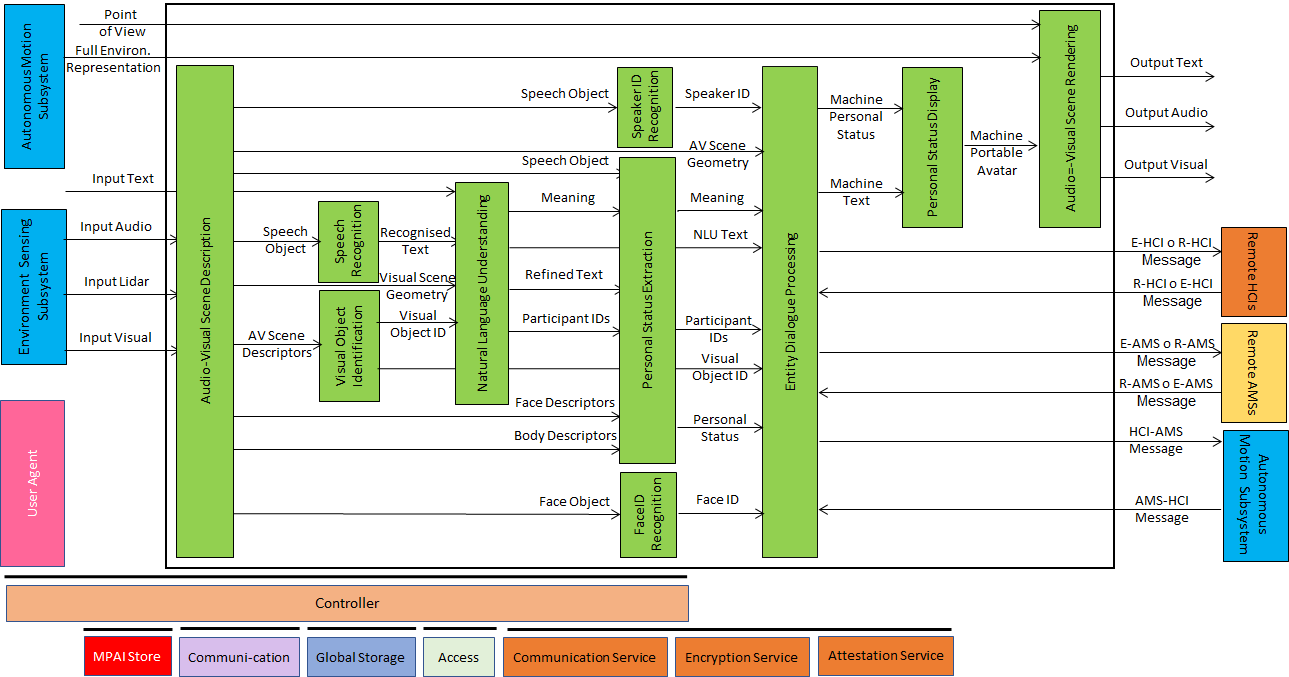 Autonomous Motion
Subsystem
Point
of View
Full Environ.
Representation
Input Text
Environment Sensing
Subsystem
Input Audio
Input Lidar
Input Visual
User Agent
Audio-Visual Scene Description
Speech
Object
Speech
Recognition
Recognised
Text
Visual Scene
Geometry
AV Scene
Descriptors
Visual Object
Identification
Visual
Object ID
Natural Language Understanding
Speech Object
Speaker ID
Recognition
Speaker ID
AV Scene
Geometry
Speech Object
Meaning
Refined Text
Participant IDs
Face Descriptors
Body Descriptors
Face Object
Personal Status Extraction
FaceID
Recognition
Meaning
NLU Text
Participant
IDs
Visual
Object ID
Personal
Status
Face ID
Entity Dialogue Processing
Machine
Personal
Status
Machine
Text
Personal Status Display
Machine
Portable
Avatar
Audio=-Visual Scene Rendering
Output Text
Output Audio
Output Visual
E-HCI o R-HCI
Message
R-HCI o E-HCI
Message
Remote HCIs
E-AMS o R-AMS
Message
R-AMS o E-AMS
Message
Remote AMSs
HCI-AMS
Message
AMS-HCI
Message
Autonomous
Motion Subsystem
Controller
MPAI Store
Communi-cation
Global Storage
Access
Communication Service
Encryption Service
Attestation Service